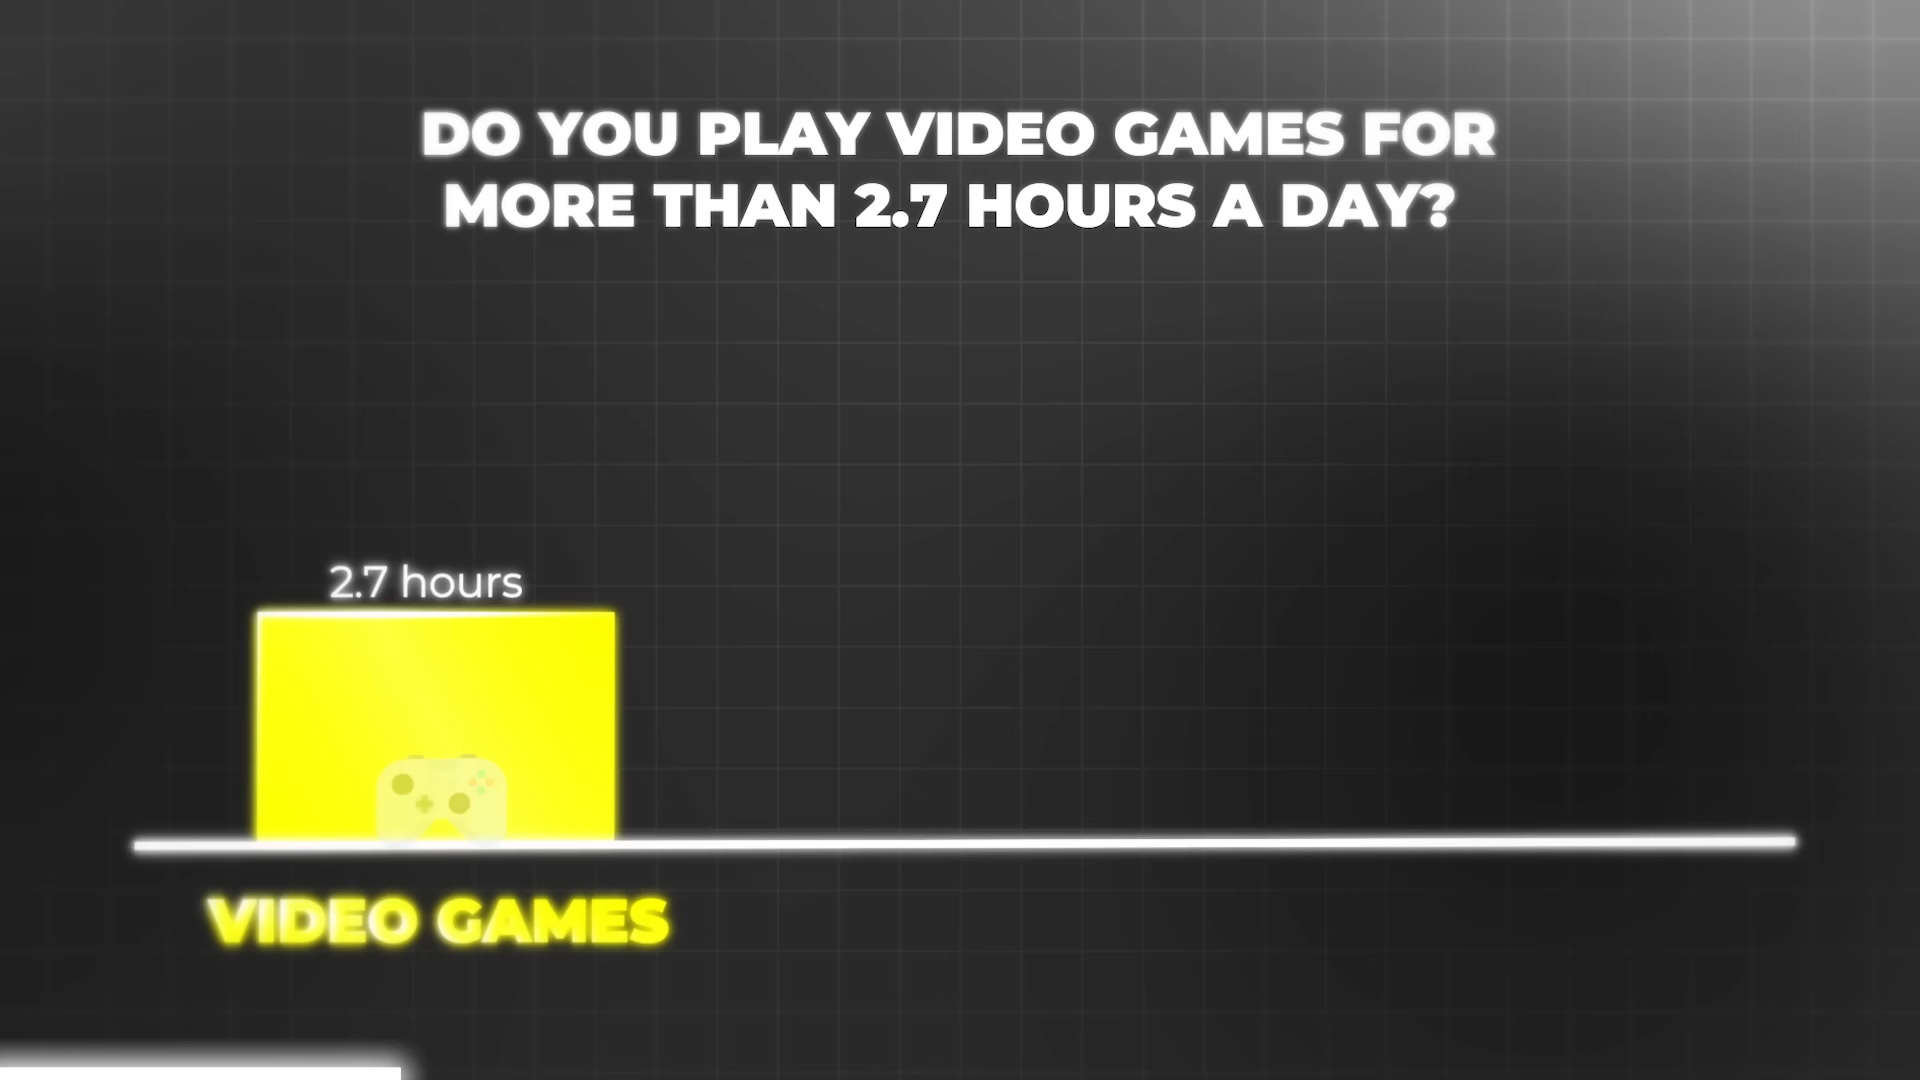 DO YOU PLAY VIDEO GAMES FOR
MORE THAN 2.7 HOURS A DAY?
2.7 hours
VIDEO GAMES